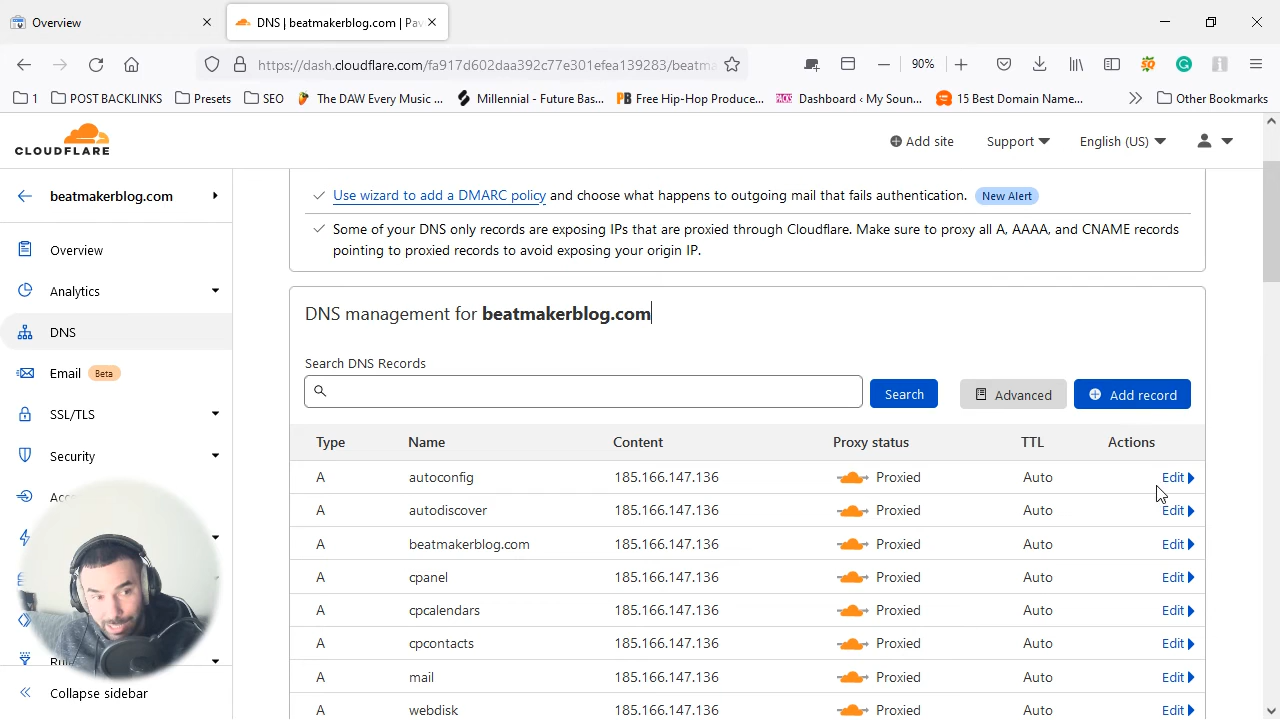 Overview
DNS | beatmakerblog.com | Pav
https://dash.cloudflare.com/fa917d602daa392c77e301efea139283/beatma
90%
1
POST BACKLINKS
Presets
SEO
The DAW Every Music ...
Millennial - Future Bas...
Free Hip-Hop Produce...
Dashboard ‹ My Soun...
15 Best Domain Name...
Other Bookmarks
CLOUDFLARE
Add site
Support
English (US)
beatmakerblog.com
Overview
Analytics
DNS
Email Beta
SSL/TLS
Security
Collapse sidebar
Use wizard to add a DMARC policy and choose what happens to outgoing mail that fails authentication. New Alert
Some of your DNS only records are exposing IPs that are proxied through Cloudflare. Make sure to proxy all A, AAAA, and CNAME records
pointing to proxied records to avoid exposing your origin IP.
DNS management for beatmakerblog.com
Search DNS Records
Search
Advanced
Add record
Type Name Content Proxy status TTL Actions
A autoconfig 185.166.147.136 Proxied Auto Edit
A autodiscover 185.166.147.136 Proxied Auto Edit
A beatmakerblog.com 185.166.147.136 Proxied Auto Edit
A cpanel 185.166.147.136 Proxied Auto Edit
A cpcalendars 185.166.147.136 Proxied Auto Edit
A cpcontacts 185.166.147.136 Proxied Auto Edit
A mail 185.166.147.136 Proxied Auto Edit
A webdisk 185.166.147.136 Proxied Auto Edit